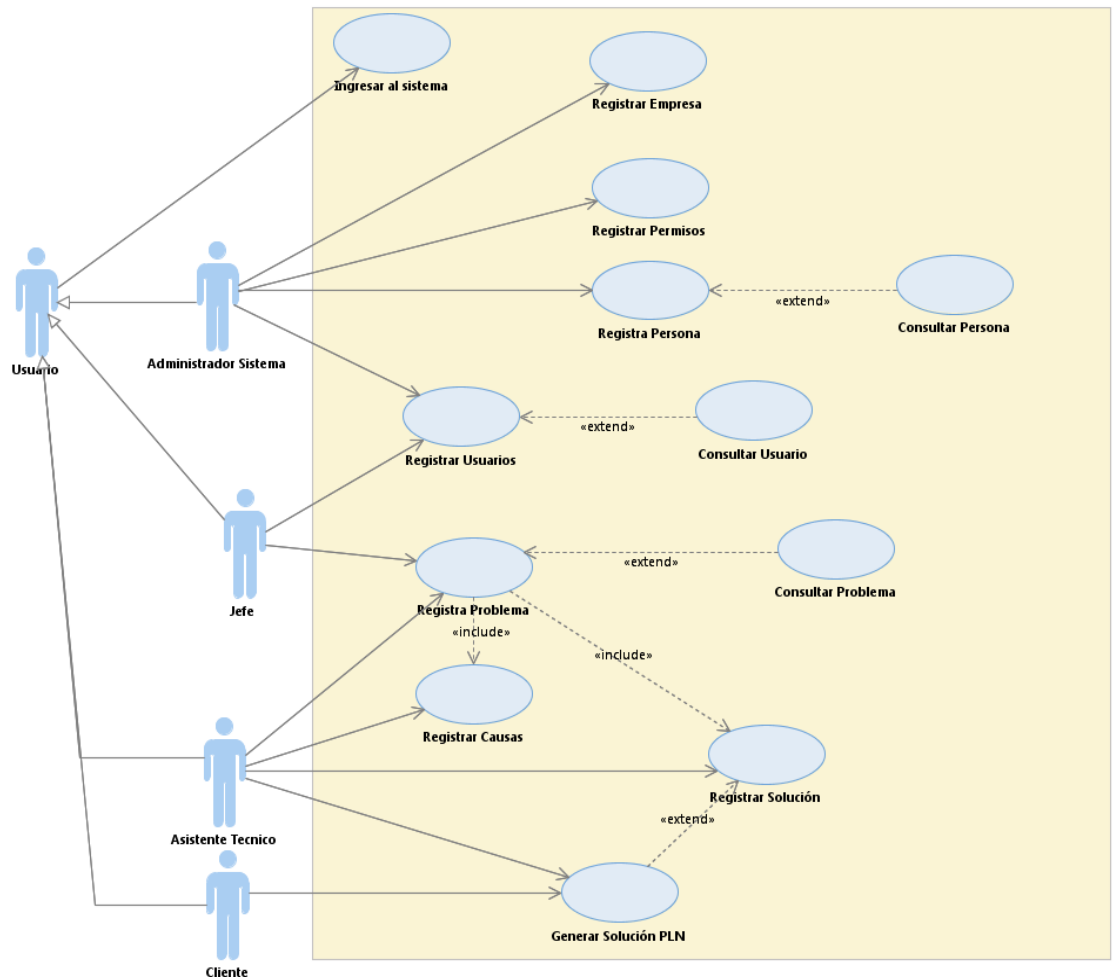 Ingresar al sistema
Registrar Empresa
Registrar Permisos
Registra Persona
«extend»
Consultar Persona
Usuario
Administrador Sistema
Registrar Usuarios
«extend»
Consultar Usuario
Jefe
Registra Problema
«extend»
Consultar Problema
«include»
«include»
Registrar Causas
Registrar Solución
Asistente Tecnico
«extend»
Generar Solución PLN
Cliente